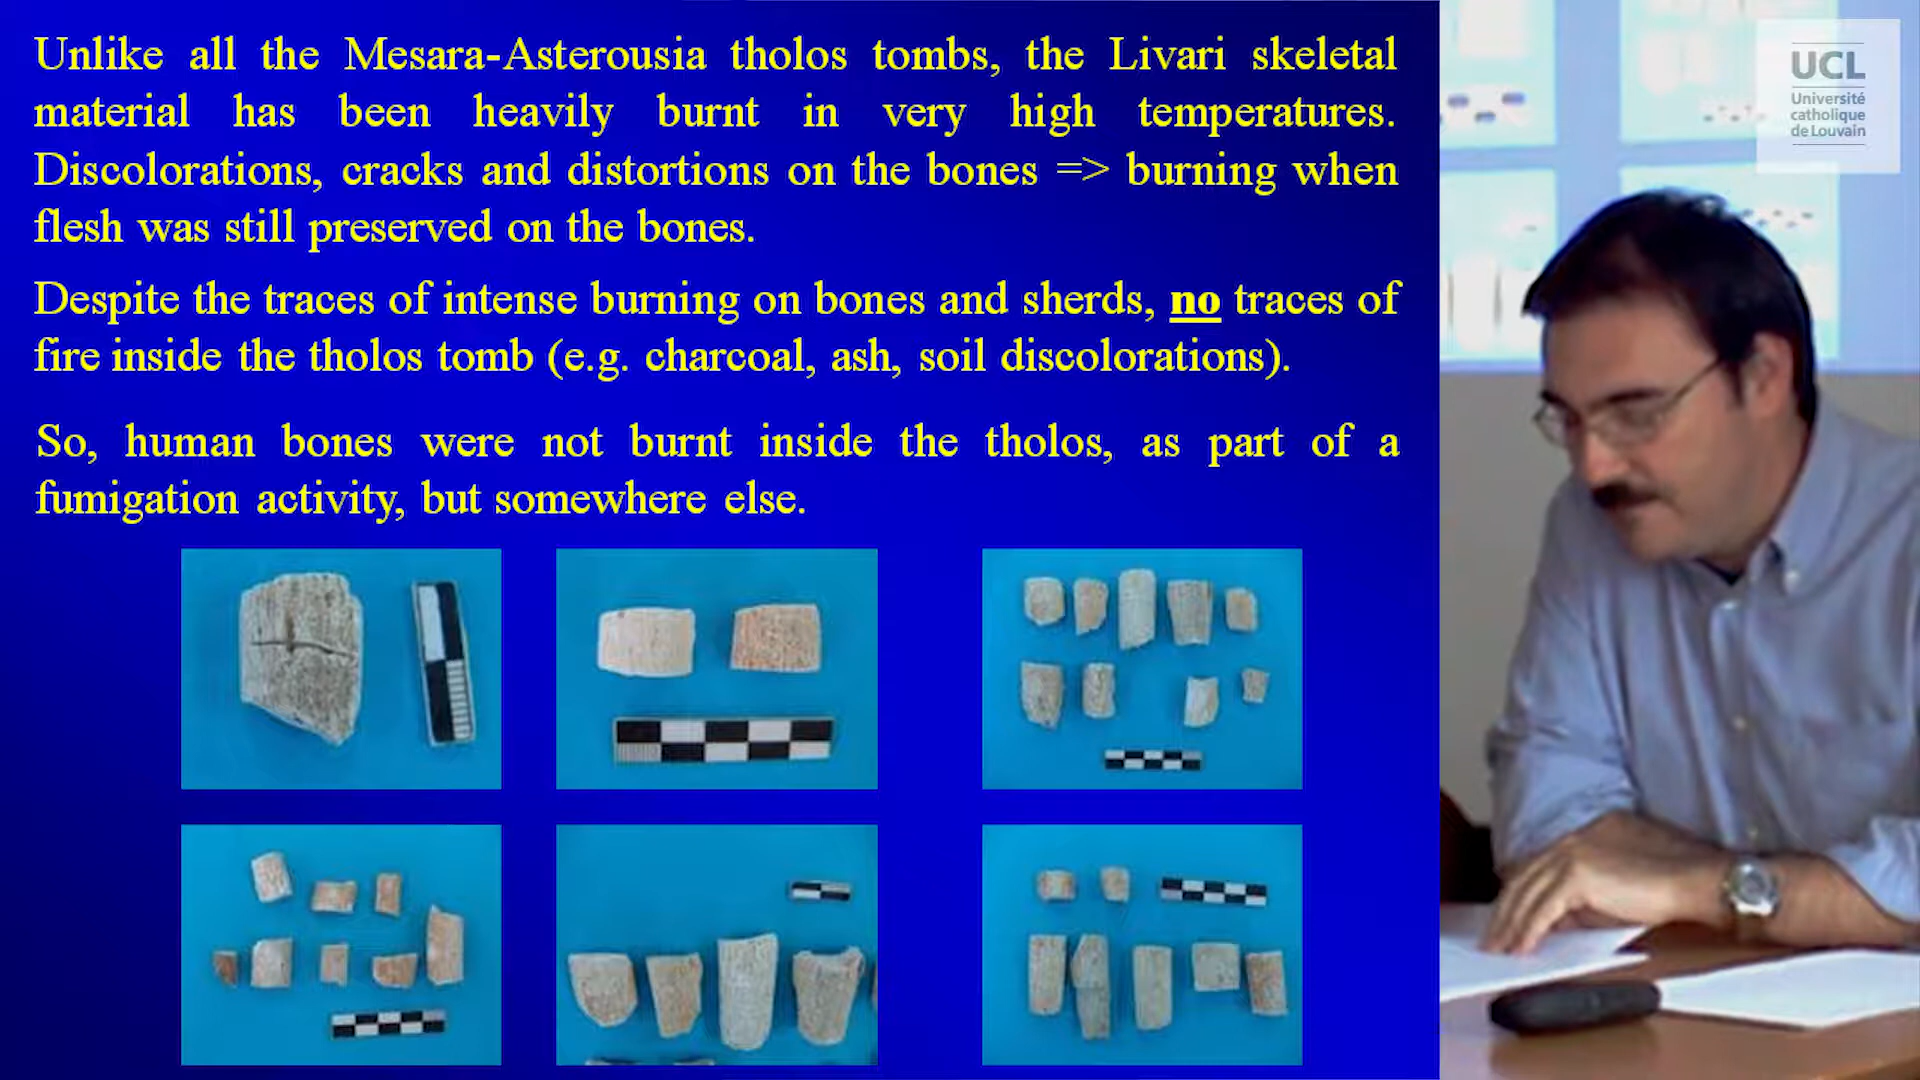 Unlike all the Mesara-Asterousia tholos tombs, the Livari skeletal
material has been heavily burnt in very high temperatures.
Discolorations, cracks and distortions on the bones => burning when
flesh was still preserved on the bones.
Despite the traces of intense burning on bones and sherds, no traces of
fire inside the tholos tomb (e.g. charcoal, ash, soil discolorations).
So, human bones were not burnt inside the tholos, as part of a
fumigation activity, but somewhere else.
UCL
Université
catholique
de Louvain